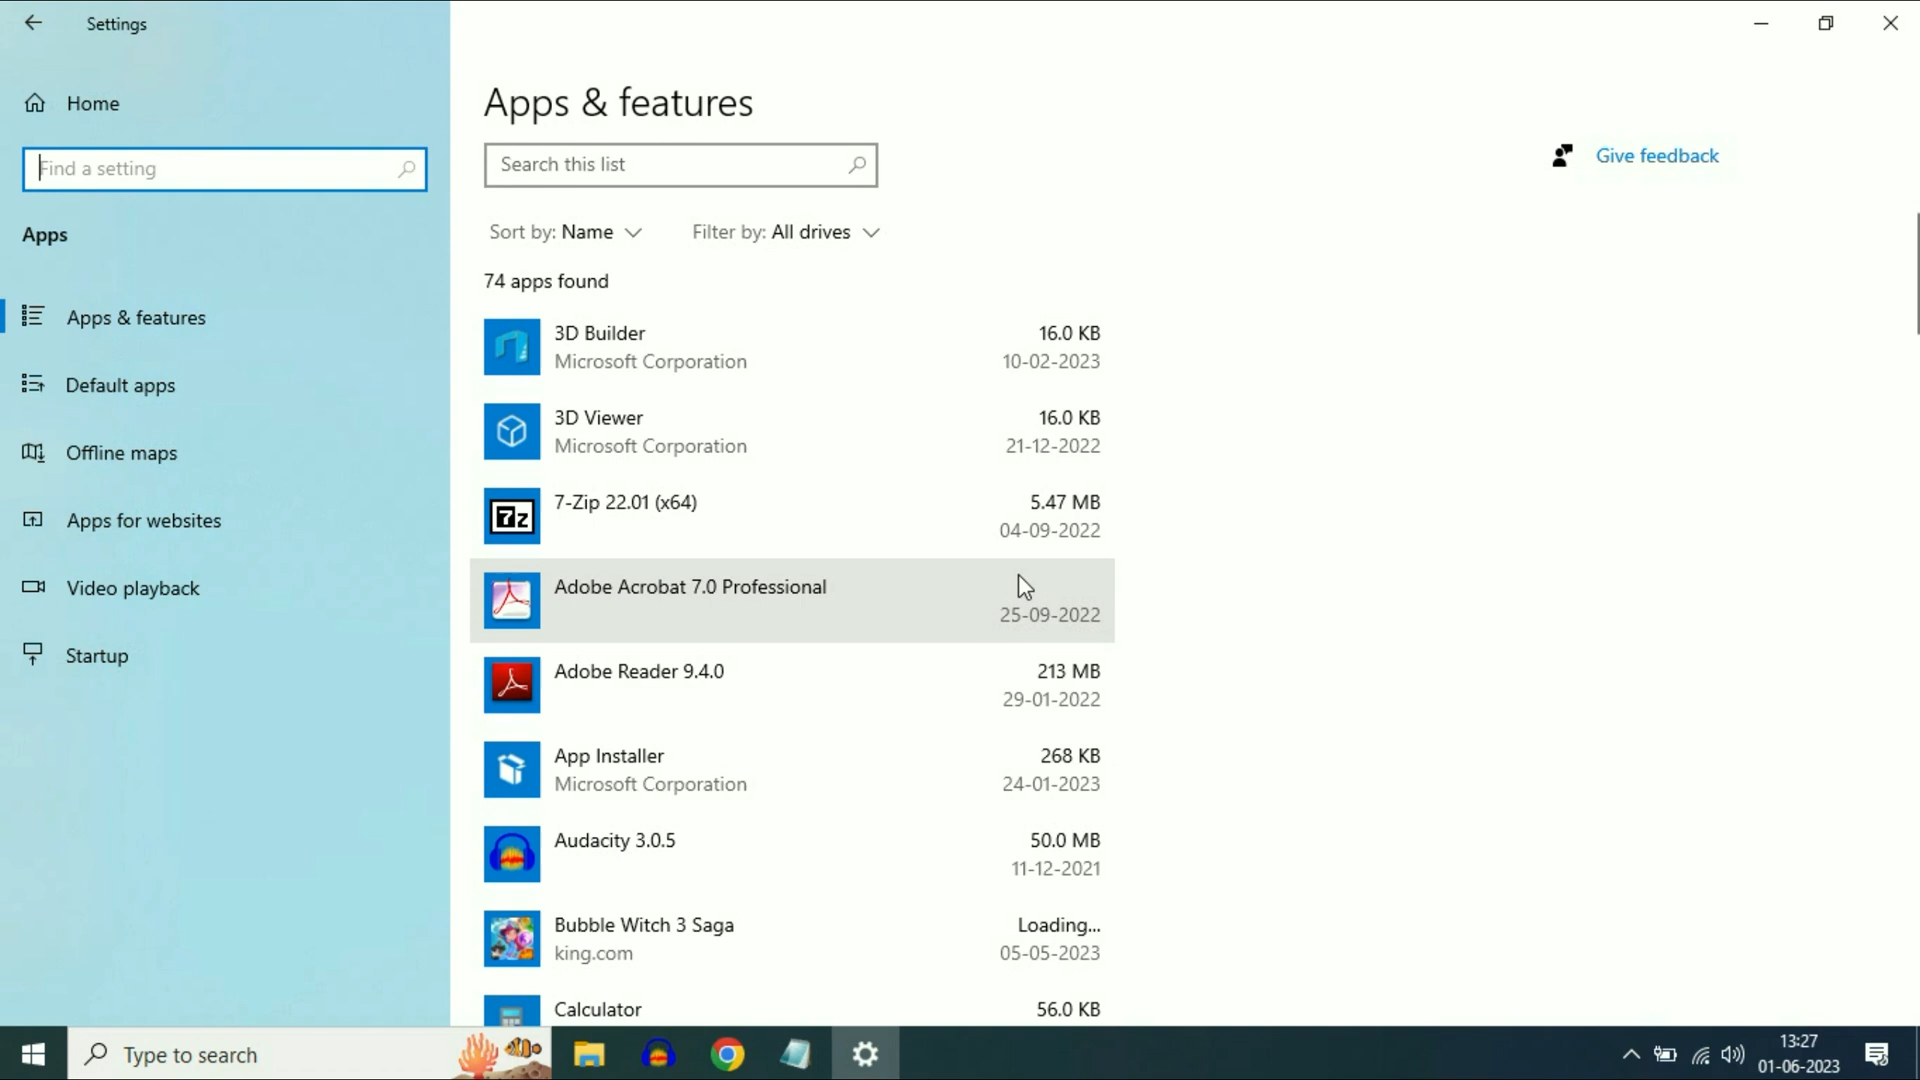 Settings
Home
Find a setting
Apps
Apps & features
Default apps
Offline maps
Apps for websites
Video playback
Startup
Apps & features
Search this list
Sort by: Name
Filter by: All drives
74 apps found
3D Builder 16.0 KB
Microsoft Corporation 10-02-2023
3D Viewer 16.0 KB
Microsoft Corporation 21-12-2022
7z
7-Zip 22.01 (x64) 5.47 MB
04-09-2022
Adobe Acrobat 7.0 Professional
25-09-2022
Adobe Reader 9.4.0 213 MB
29-01-2022
App Installer 268 KB
Microsoft Corporation 24-01-2023
Audacity 3.0.5 50.0 MB
11-12-2021
Bubble Witch 3 Saga Loading...
king.com 05-05-2023
Calculator 56.0 KB
Give feedback
Type to search
13:27
01-06-2023